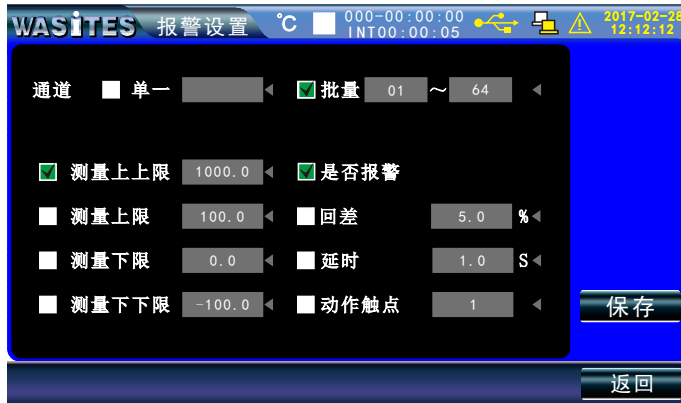 WASiTES 报警设置 ℃ 000-00:00:00 2017-02-28
INT00:00:05 12:12:12
通道 单一 批量 01 ～ 64
测量上上限 1000.0 是否报警
测量上限 100.0 回差 5.0 %
测量下限 0.0 延时 1.0 S
测量下下限 -100.0 动作触点 1
保存
返回